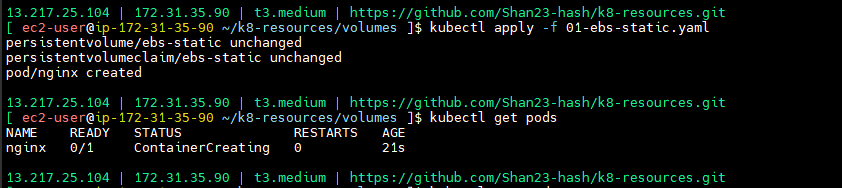 13.217.25.104 | 172.31.35.90 | t3.medium | https://github.com/Shan23-hash/k8-resources.git
[ ec2-user@ip-172-31-35-90 ~/k8-resources/volumes ]$ kubectl apply -f 01-ebs-static.yaml
persistentvolume/ebs-static unchanged
persistentvolumeclaim/ebs-static unchanged
pod/nginx created
13.217.25.104 | 172.31.35.90 | t3.medium | https://github.com/Shan23-hash/k8-resources.git
[ ec2-user@ip-172-31-35-90 ~/k8-resources/volumes ]$ kubectl get pods
NAME READY STATUS RESTARTS AGE
nginx 0/1 ContainerCreating 0 21s
13.217.25.104 | 172.31.35.90 | t3.medium | https://github.com/Shan23-hash/k8-resources.git